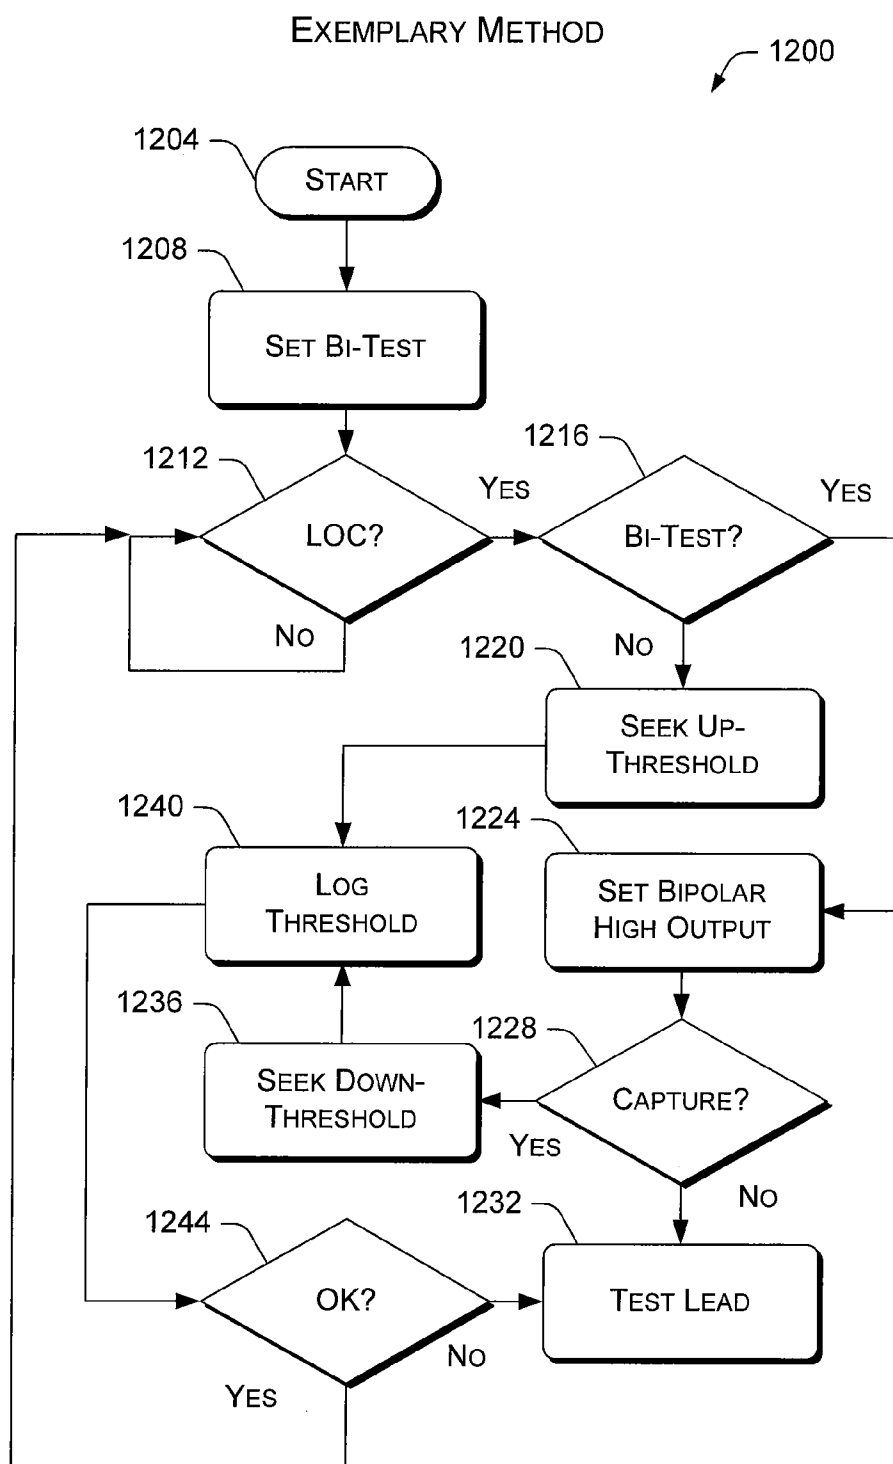 EXEMPLARY METHOD
1200
1204
START
1208
SET BI-TEST
1212
LOC?
YES
NO
1216
BI-TEST?
YES
NO
1220
SEEK UP-
THRESHOLD
1240
LOG
THRESHOLD
1224
SET BIPOLAR
HIGH OUTPUT
1236
SEEK DOWN-
THRESHOLD
1228
CAPTURE?
YES
NO
1244
OK?
NO
YES
1232
TEST LEAD